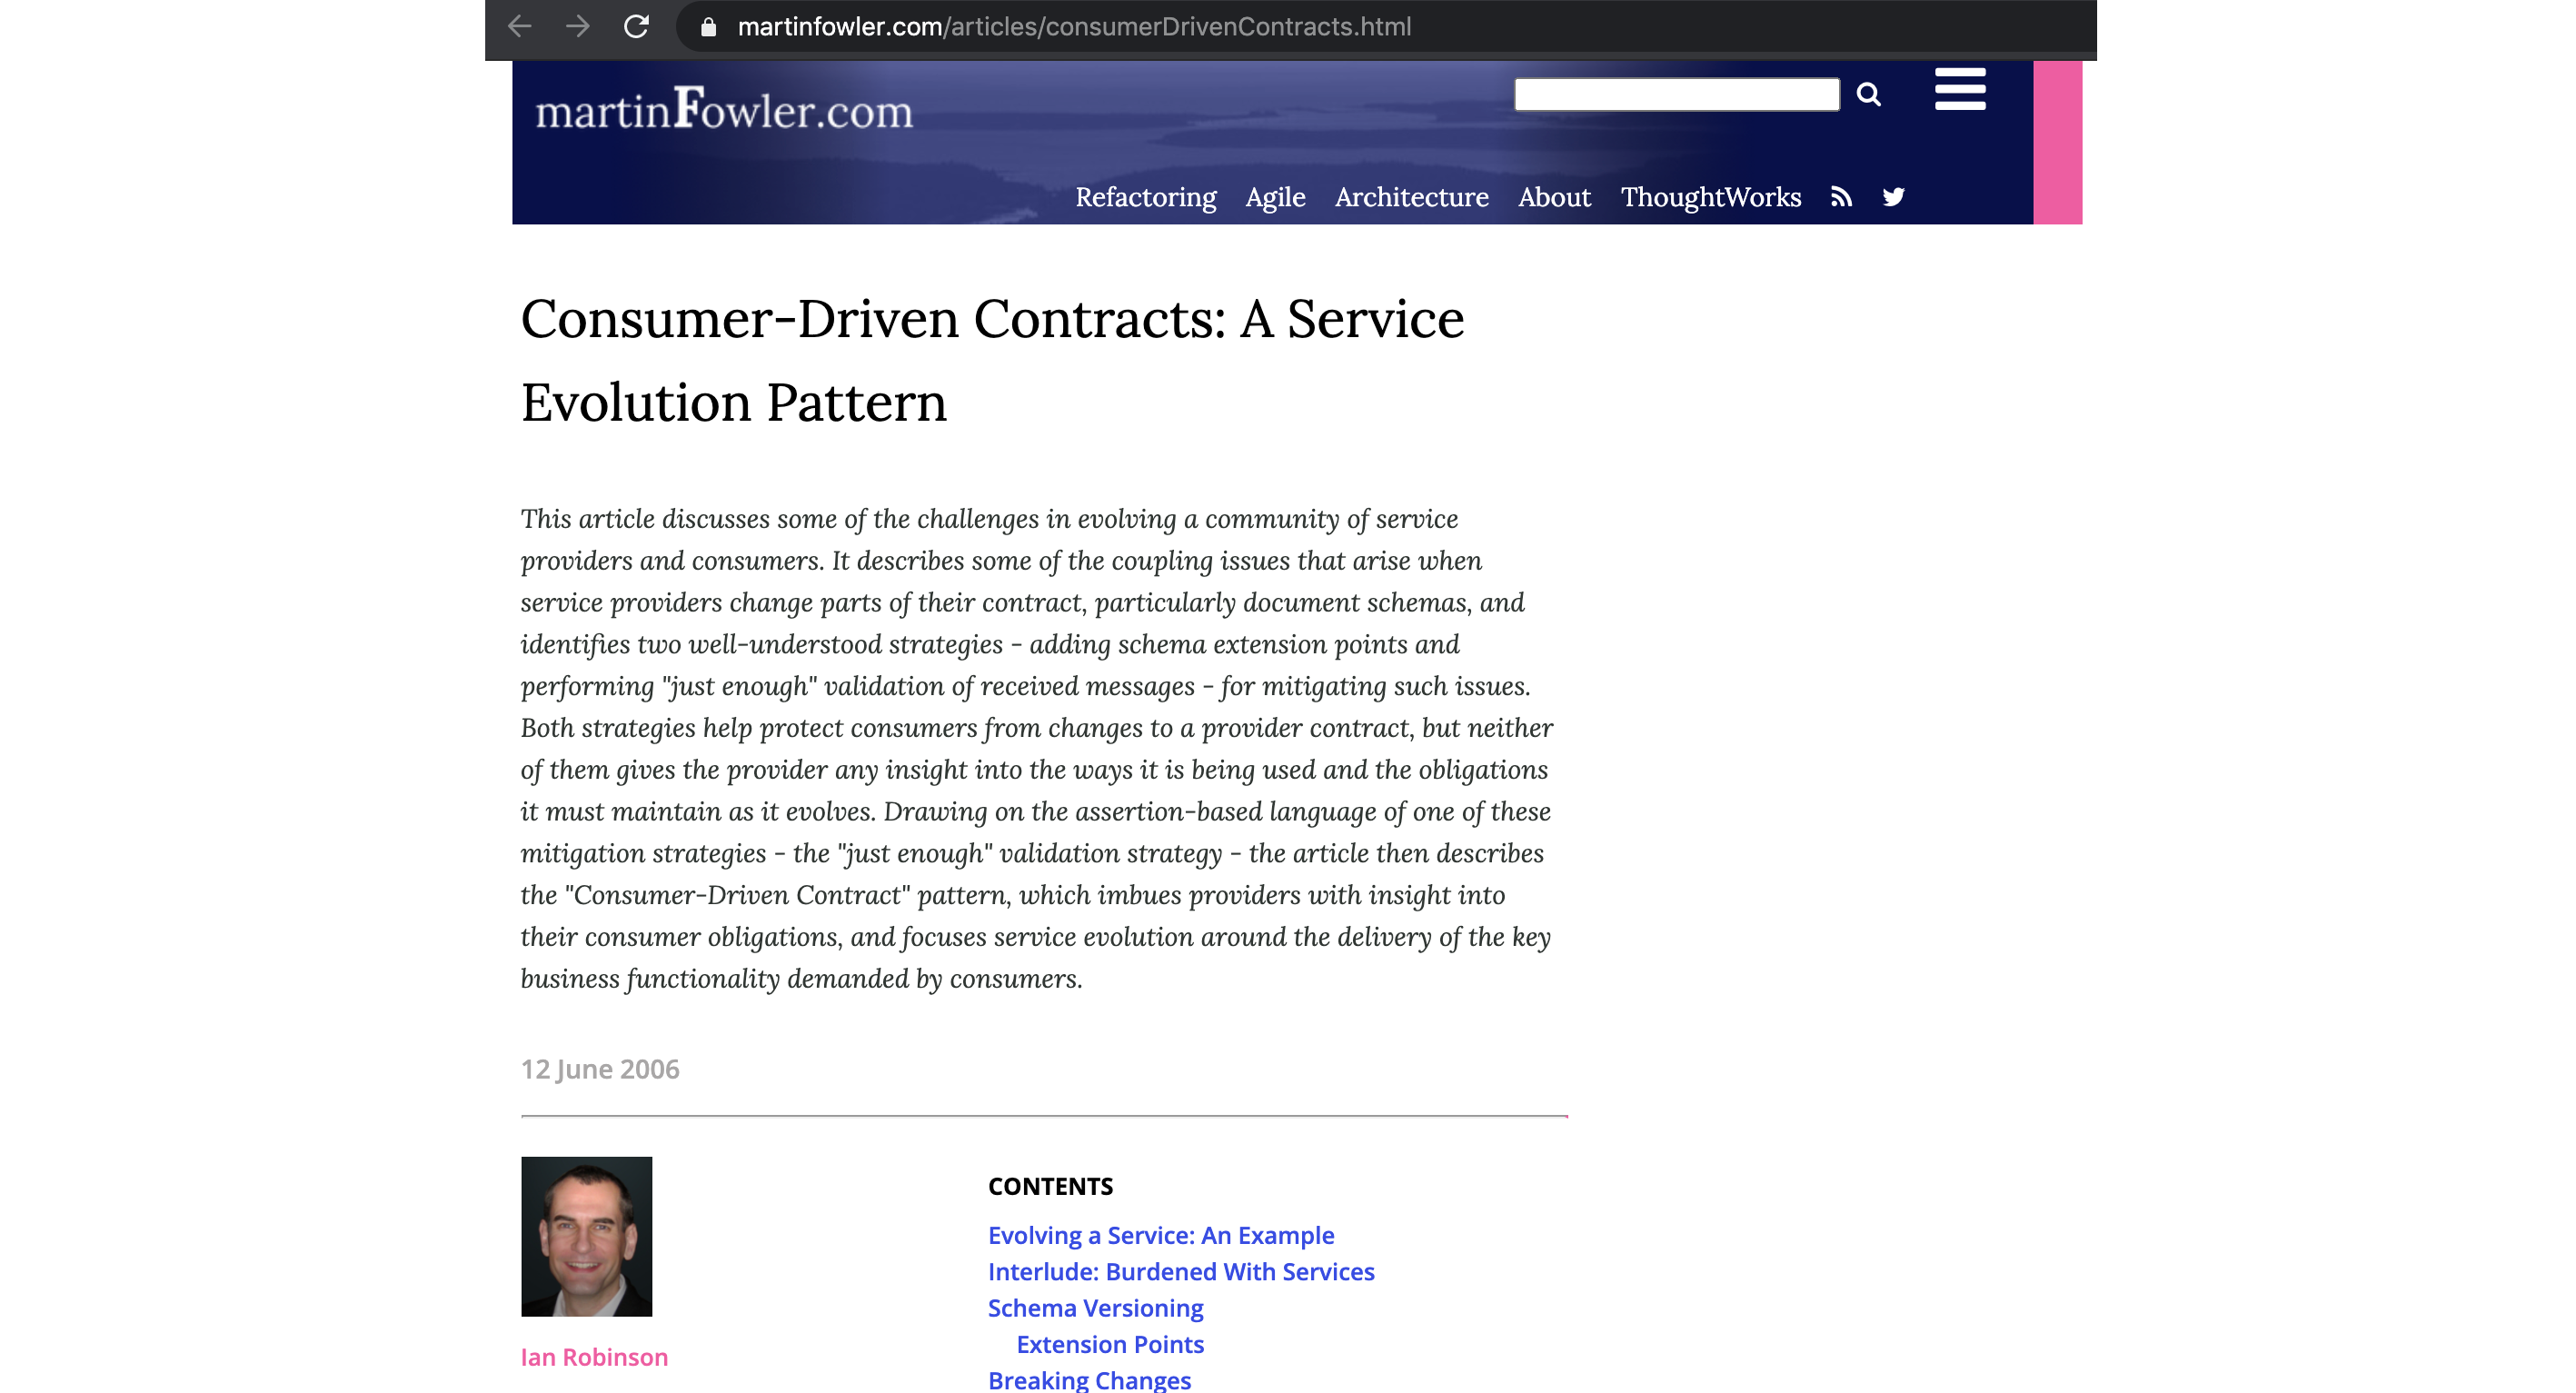 martinfowler.com/articles/consumerDrivenContracts.html
martinFowler.com
Refactoring Agile Architecture About ThoughtWorks
Consumer-Driven Contracts: A Service
Evolution Pattern
This article discusses some of the challenges in evolving a community of service
providers and consumers. It describes some of the coupling issues that arise when
service providers change parts of their contract, particularly document schemas, and
identifies two well-understood strategies - adding schema extension points and
performing "just enough" validation of received messages - for mitigating such issues.
Both strategies help protect consumers from changes to a provider contract, but neither
of them gives the provider any insight into the ways it is being used and the obligations
it must maintain as it evolves. Drawing on the assertion-based language of one of these
mitigation strategies - the "just enough" validation strategy - the article then describes
the "Consumer-Driven Contract" pattern, which imbues providers with insight into
their consumer obligations, and focuses service evolution around the delivery of the key
business functionality demanded by consumers.
12 June 2006
Ian Robinson
CONTENTS
Evolving a Service: An Example
Interlude: Burdened With Services
Schema Versioning
Extension Points
Breaking Changes